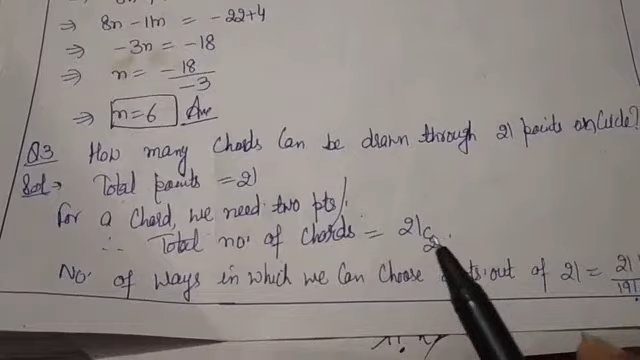 ⇒ 8n - 11n = -22+4
⇒ -3n = -18
⇒ n = -18/-3
⇒ n=6 Ans
Q3 How many chords can be drawn through 21 points on Circle?
Sol→ Total points = 21
For a chord, we need two pts/.
∴ Total no. of chords = 21C2.
No. of ways in which we can choose pts. out of 21 = 21!/19!